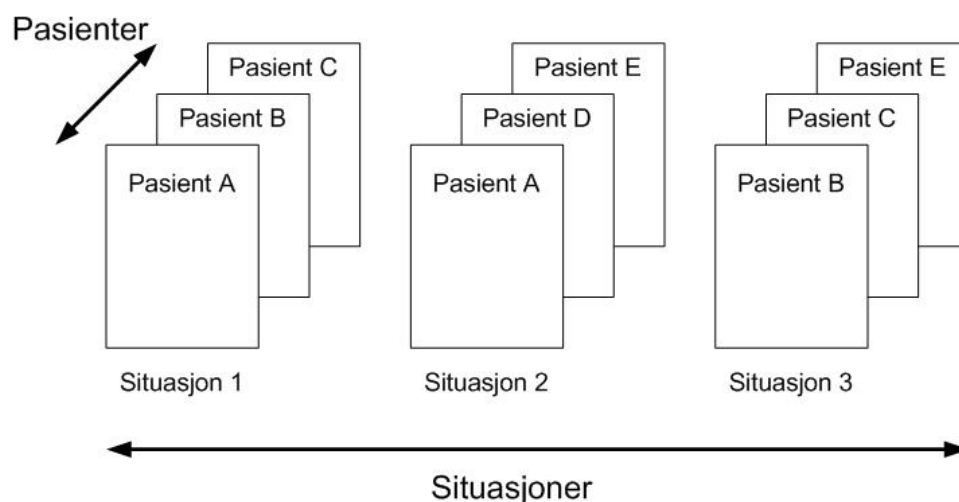 Pasienter
Pasient C
Pasient B
Pasient A
Situasjon 1
Pasient E
Pasient D
Pasient A
Situasjon 2
Pasient E
Pasient C
Pasient B
Situasjon 3
Situasjoner